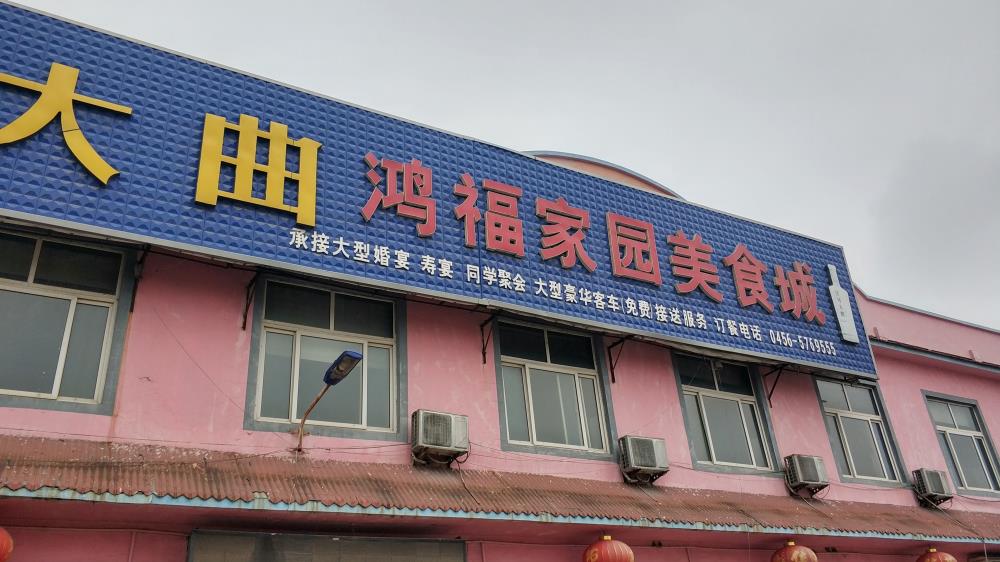 大曲
鸿福家园美食城
承接大型婚宴 寿宴 同学聚会 大型豪华客车(免费)接送服务 订餐电话 0456-5769555